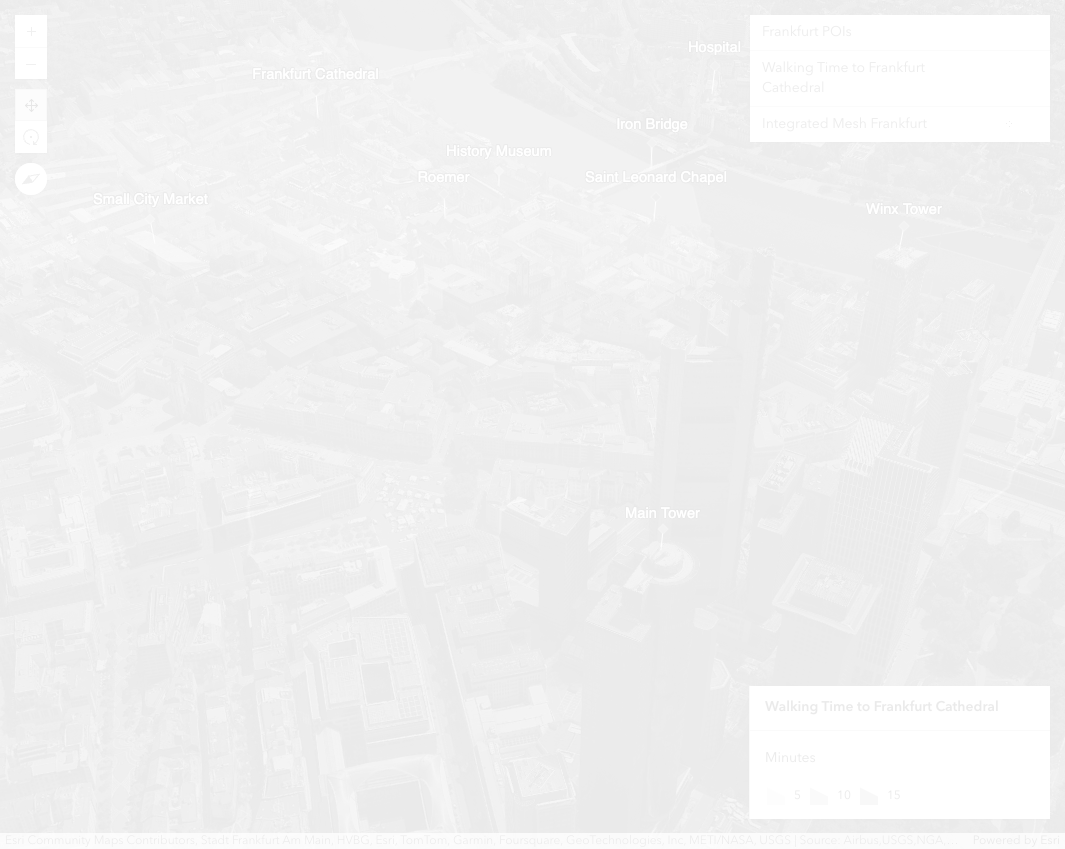 Hospital
Frankfurt Cathedral
Iron Bridge
History Museum
Roemer
Saint Leonard Chapel
Small City Market
Winx Tower
Main Tower
Frankfurt POIs
Walking Time to Frankfurt
Cathedral
Integrated Mesh Frankfurt
Walking Time to Frankfurt Cathedral
Minutes
5 10 15
Esri Community Maps Contributors, Stadt Frankfurt Am Main, HVBG, Esri, TomTom, Garmin, Foursquare, GeoTechnologies, Inc, METI/NASA, USGS | Source: Airbus,USGS,NGA,... Powered by Esri